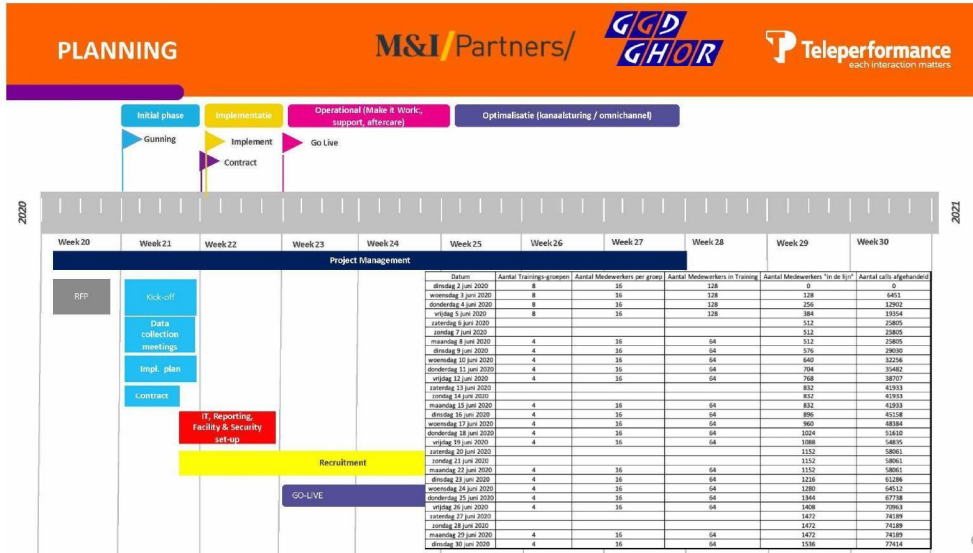 PLANNING
M&I/Partners/
GGD
GHOR
Teleperformance
each interaction matters
Initial phase
Implementatie
Operational (Make it Work:, support, aftercare)
Optimalisatie (kanaalsturing / omnichannel)
Gunning
Implement
Go Live
Contract
2020
2021
Week 20 Week 21 Week 22 Week 23 Week 24 Week 25 Week 26 Week 27 Week 28 Week 29 Week 30
Project Management
RFP
Kick-off
Data
collection
meetings
Impl. plan
Contract
IT, Reporting,
Facility & Security
set-up
Recruitment
GO-LIVE
Datum Aantal Trainings-groepen Aantal Medewerkers per groep Aantal Medewerkers in Training Aantal Medewerkers "in de lijn" Aantal calls afgehandeld
dinsdag 2 juni 2020 8 16 128 0 0
woensdag 3 juni 2020 8 16 128 128 6451
donderdag 4 juni 2020 8 16 128 256 12902
vrijdag 5 juni 2020 8 16 128 384 19354
zaterdag 6 juni 2020 512 25805
zondag 7 juni 2020 512 25805
maandag 8 juni 2020 4 16 64 512 25805
dinsdag 9 juni 2020 4 16 64 576 29030
woensdag 10 juni 2020 4 16 64 640 32256
donderdag 11 juni 2020 4 16 64 704 35482
vrijdag 12 juni 2020 4 16 64 768 38707
zaterdag 13 juni 2020 832 41933
zondag 14 juni 2020 832 41933
maandag 15 juni 2020 4 16 64 832 41933
dinsdag 16 juni 2020 4 16 64 896 45158
woensdag 17 juni 2020 4 16 64 960 48384
donderdag 18 juni 2020 4 16 64 1024 51610
vrijdag 19 juni 2020 4 16 64 1088 54835
zaterdag 20 juni 2020 1152 58061
zondag 21 juni 2020 1152 58061
maandag 22 juni 2020 4 16 64 1152 58061
dinsdag 23 juni 2020 4 16 64 1216 61286
woensdag 24 juni 2020 4 16 64 1280 64512
donderdag 25 juni 2020 4 16 64 1344 67738
vrijdag 26 juni 2020 4 16 64 1408 70963
zaterdag 27 juni 2020 1472 74189
zondag 28 juni 2020 1472 74189
maandag 29 juni 2020 4 16 64 1472 74189
dinsdag 30 juni 2020 4 16 64 1536 77414